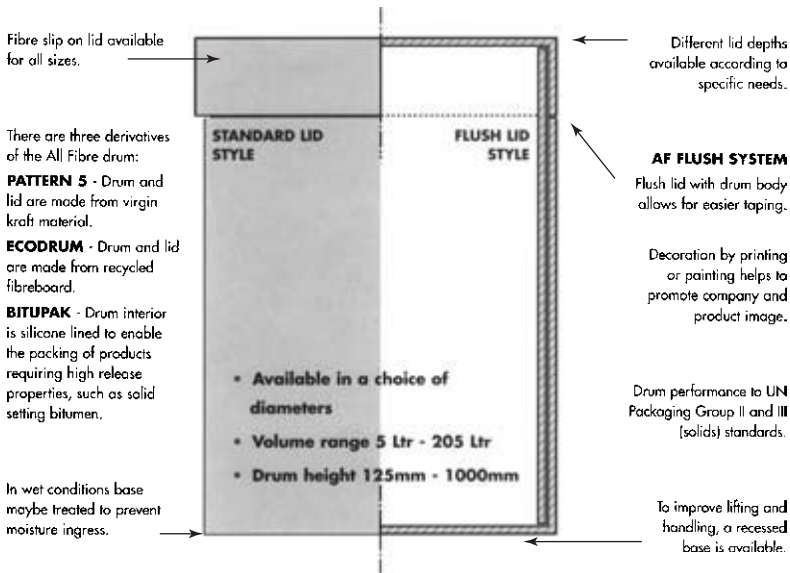 Fibre slip on lid available
for all sizes.
There are three derivatives
of the All Fibre drum:
PATTERN 5 - Drum and
lid are made from virgin
kraft material.
ECODRUM - Drum and lid
are made from recycled
fibreboard.
BITUPAK - Drum interior
is silicone lined to enable
the packing of products
requiring high release
properties, such as solid
setting bitumen.
In wet conditions base
maybe treated to prevent
moisture ingress.
STANDARD LID
STYLE
FLUSH LID
STYLE
• Available in a choice of
diameters
• Volume range 5 Ltr - 205 Ltr
• Drum height 125mm - 1000mm
Different lid depths
available according to
specific needs.
AF FLUSH SYSTEM
Flush lid with drum body
allows for easier taping.
Decoration by printing
or painting helps to
promote company and
product image.
Drum performance to UN
Packaging Group II and III
(solids) standards.
To improve lifting and
handling, a recessed
base is available.